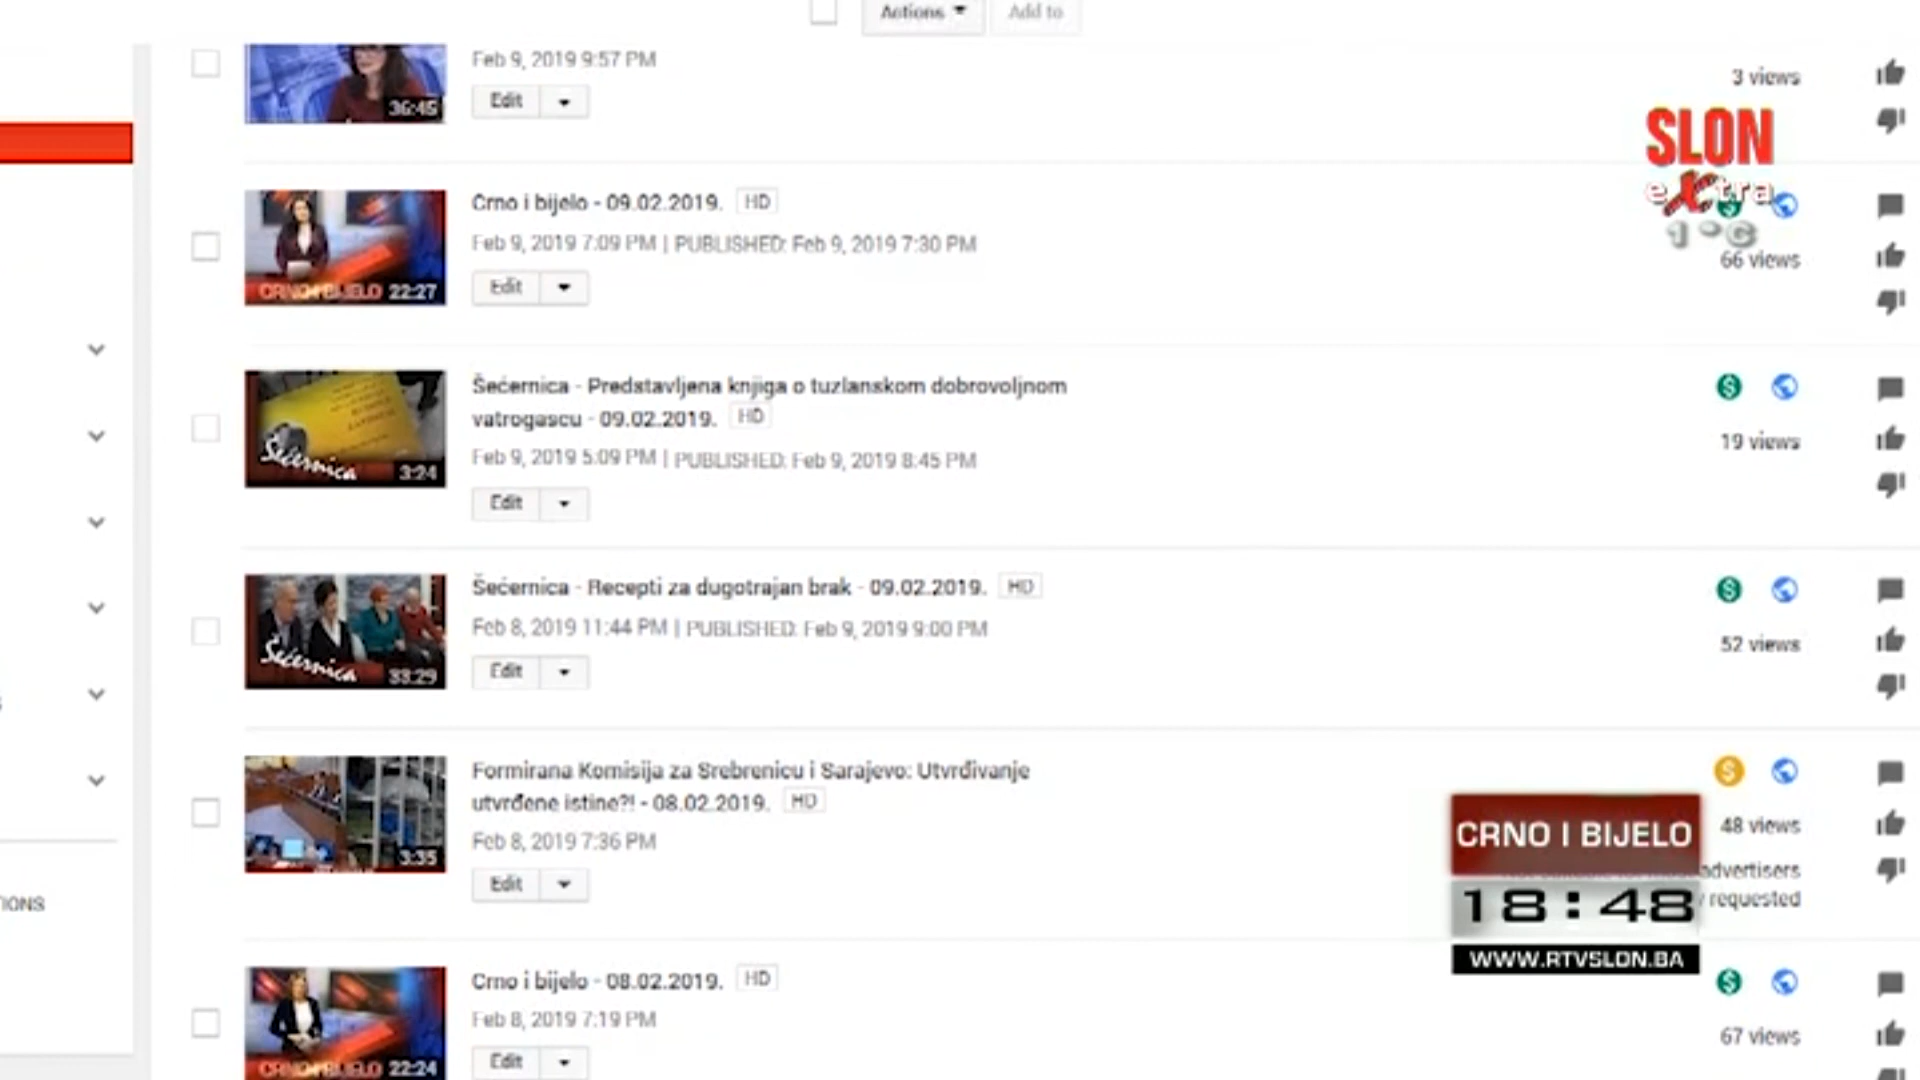 Actions
Add to
Feb 9, 2019 9:57 PM
36:45
Edit
3 views
SLON
extra
1°C
Crno i bijelo - 09.02.2019. HD
Feb 9, 2019 7:09 PM | PUBLISHED: Feb 9, 2019 7:30 PM
CRNO I BIJELO 22:27
Edit
66 views
Šećernica - Predstavljena knjiga o tuzlanskom dobrovoljnom
vatrogascu - 09.02.2019. HD
Feb 9, 2019 5:09 PM | PUBLISHED: Feb 9, 2019 8:45 PM
Šećernica 3:24
Edit
19 views
Šećernica - Recepti za dugotrajan brak - 09.02.2019. HD
Feb 8, 2019 11:44 PM | PUBLISHED: Feb 9, 2019 9:00 PM
Šećernica 33:29
Edit
52 views
Formirana Komisija za Srebrenicu i Sarajevo: Utvrđivanje
utvrđene istine?! - 08.02.2019. HD
Feb 8, 2019 7:36 PM
3:35
Edit
48 views
advertisers
requested
CRNO I BIJELO
18:48
WWW.RTVSLON.BA
IONS
Crno i bijelo - 08.02.2019. HD
Feb 8, 2019 7:19 PM
CRNO I BIJELO 22:24
Edit
67 views